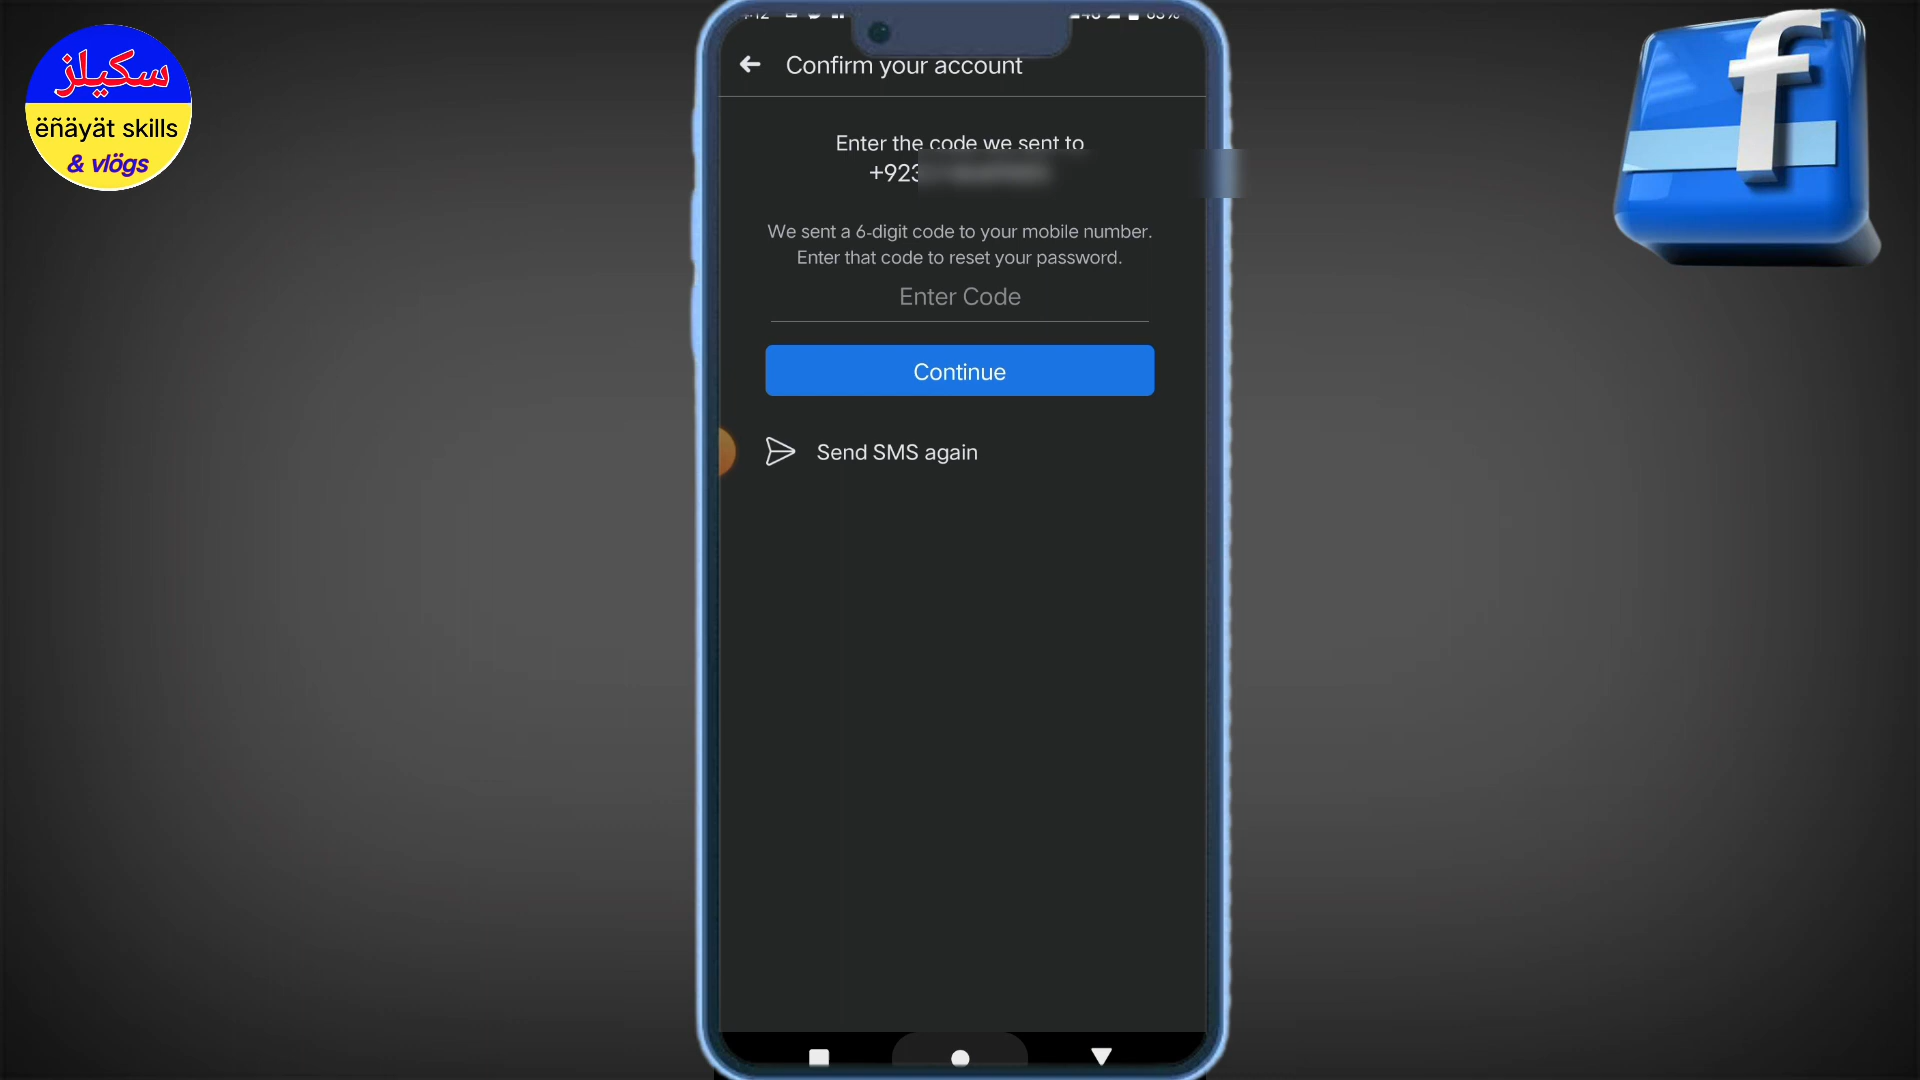 سکیلز
ëñäyät skills
& vlögs
Confirm your account
Enter the code we sent to
+923
We sent a 6-digit code to your mobile number.
Enter that code to reset your password.
Enter Code
Continue
Send SMS again
f